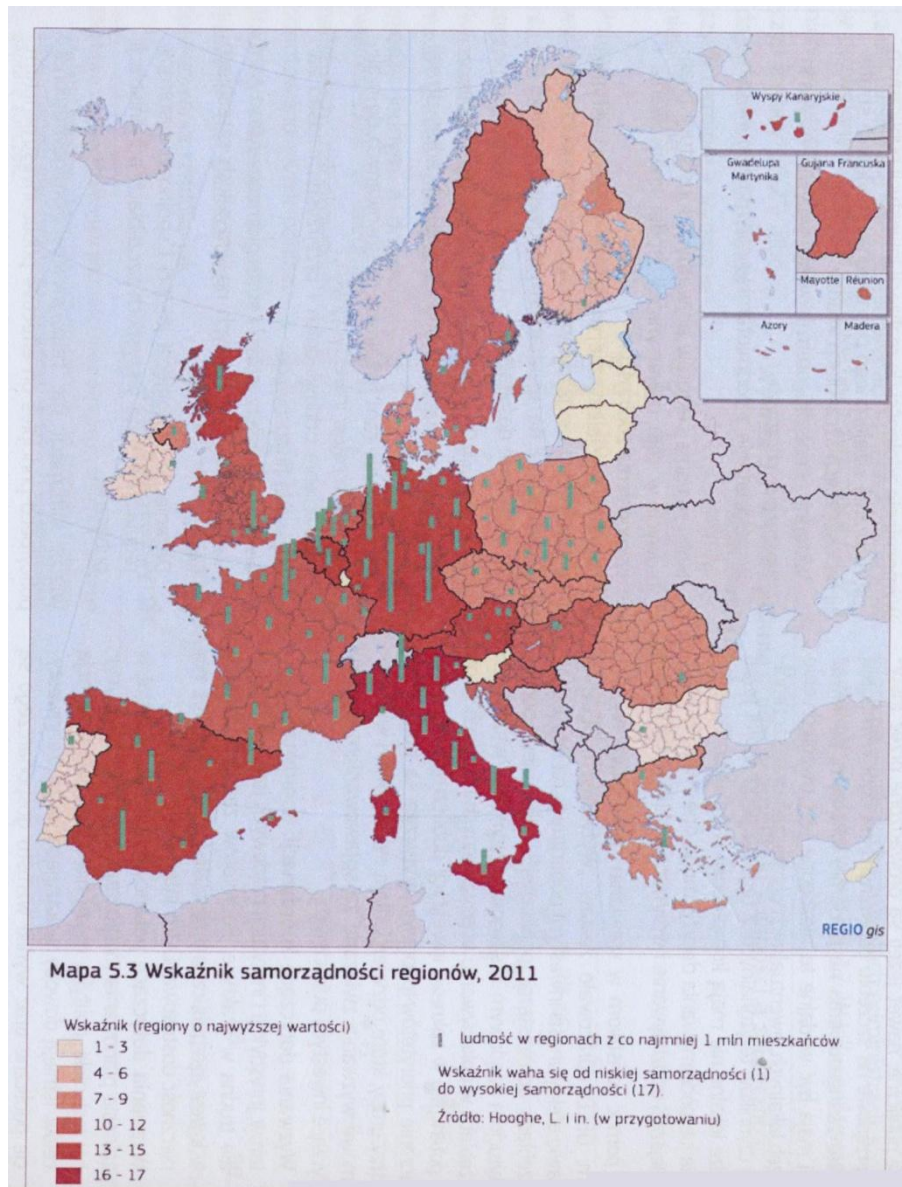 Wyspy Kanaryjskie
Gwadelupa
Martynika
Gujana Francuska
Mayotte
Réunion
Azory
Madera
REGIO gis
Mapa 5.3 Wskaźnik samorządności regionów, 2011
Wskaźnik (regiony o najwyższej wartości)
1 - 3
4 - 6
7 - 9
10 - 12
13 - 15
16 - 17
ludność w regionach z co najmniej 1 mln mieszkańców
Wskaźnik waha się od niskiej samorządności (1)
do wysokiej samorządności (17).
Źródło: Hooghe, L. i in. (w przygotowaniu)